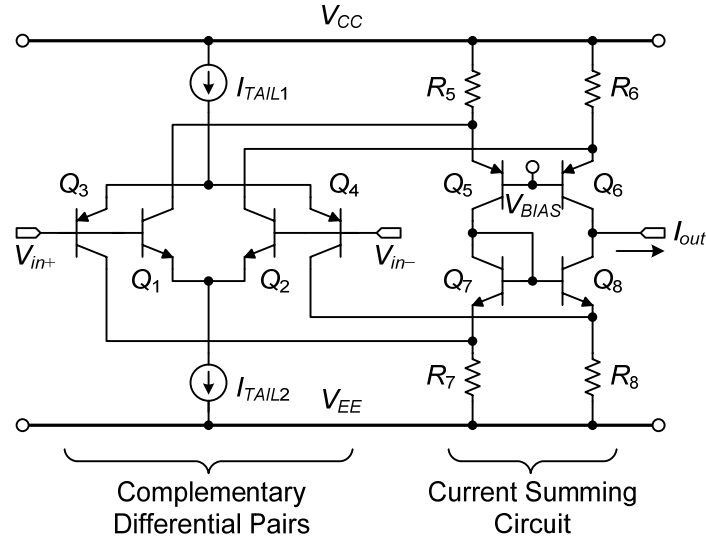 V_CC
I_TAIL1
R_5
R_6
Q_3
Q_4
Q_5
V_BIAS
Q_6
V_in+
Q_1
Q_2
V_in−
I_out
Q_7
Q_8
I_TAIL2
V_EE
R_7
R_8
Complementary
Differential Pairs
Current Summing
Circuit